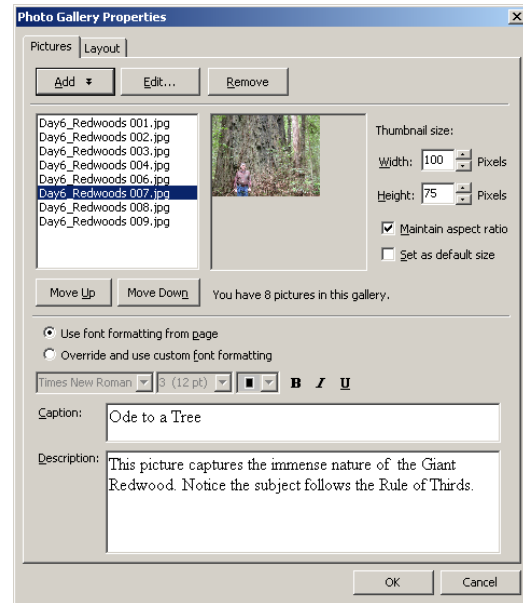 Photo Gallery Properties
Pictures Layout
Add Edit... Remove
Day6_Redwoods 001.jpg
Day6_Redwoods 002.jpg
Day6_Redwoods 003.jpg
Day6_Redwoods 004.jpg
Day6_Redwoods 006.jpg
Day6_Redwoods 007.jpg
Day6_Redwoods 008.jpg
Day6_Redwoods 009.jpg
Thumbnail size:
Width: 100 Pixels
Height: 75 Pixels
Maintain aspect ratio
Set as default size
Move Up Move Down You have 8 pictures in this gallery.
Use font formatting from page
Override and use custom font formatting
Times New Roman 3 (12 pt) B I U
Caption: Ode to a Tree
Description: This picture captures the immense nature of the Giant
Redwood. Notice the subject follows the Rule of Thirds.
OK Cancel